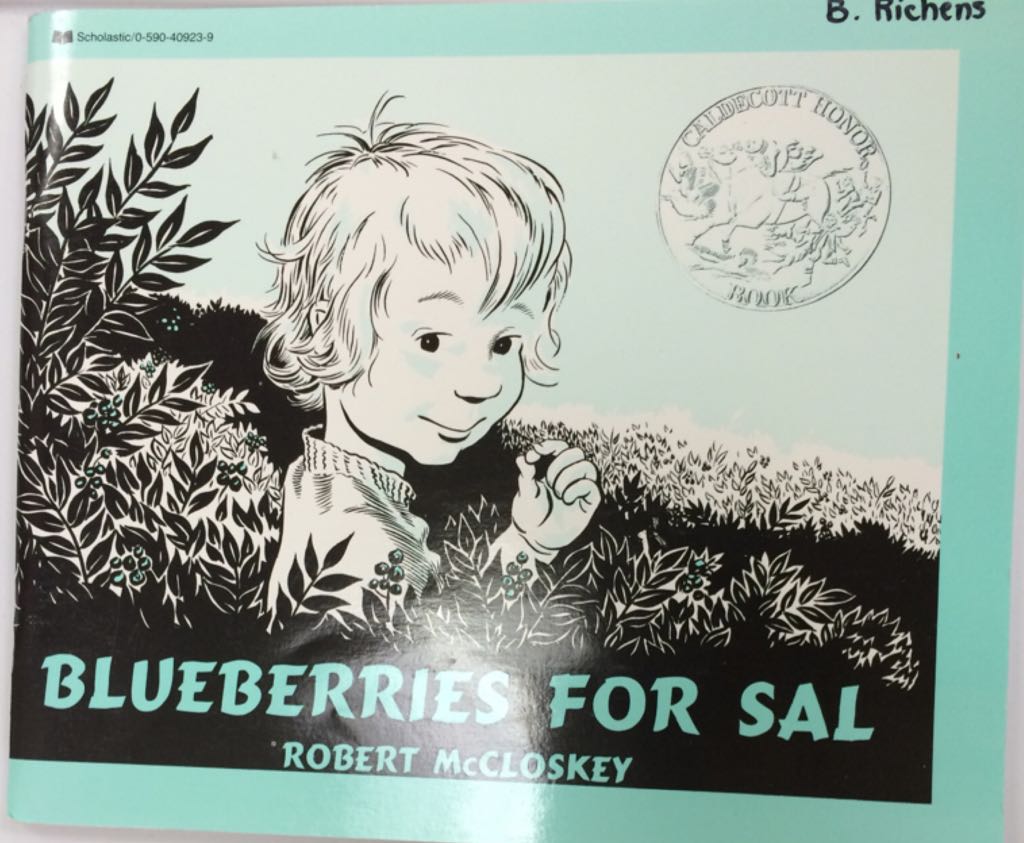 B. Richens
Scholastic/0-590-40923-9
CALDECOTT HONOR
BOOK
BLUEBERRIES FOR SAL
ROBERT McCLOSKEY